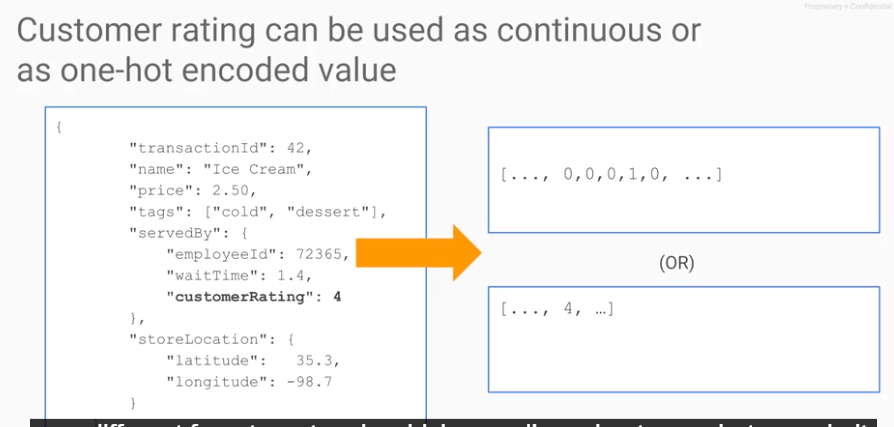 Proprietary + Confidential
Customer rating can be used as continuous or
as one-hot encoded value
{
"transactionId": 42,
"name": "Ice Cream",
"price": 2.50,
"tags": ["cold", "dessert"],
"servedBy": {
"employeeId": 72365,
"waitTime": 1.4,
"customerRating": 4
},
"storeLocation": {
"latitude": 35.3,
"longitude": -98.7
}
[..., 0,0,0,1,0, ...]
(OR)
[..., 4, …]